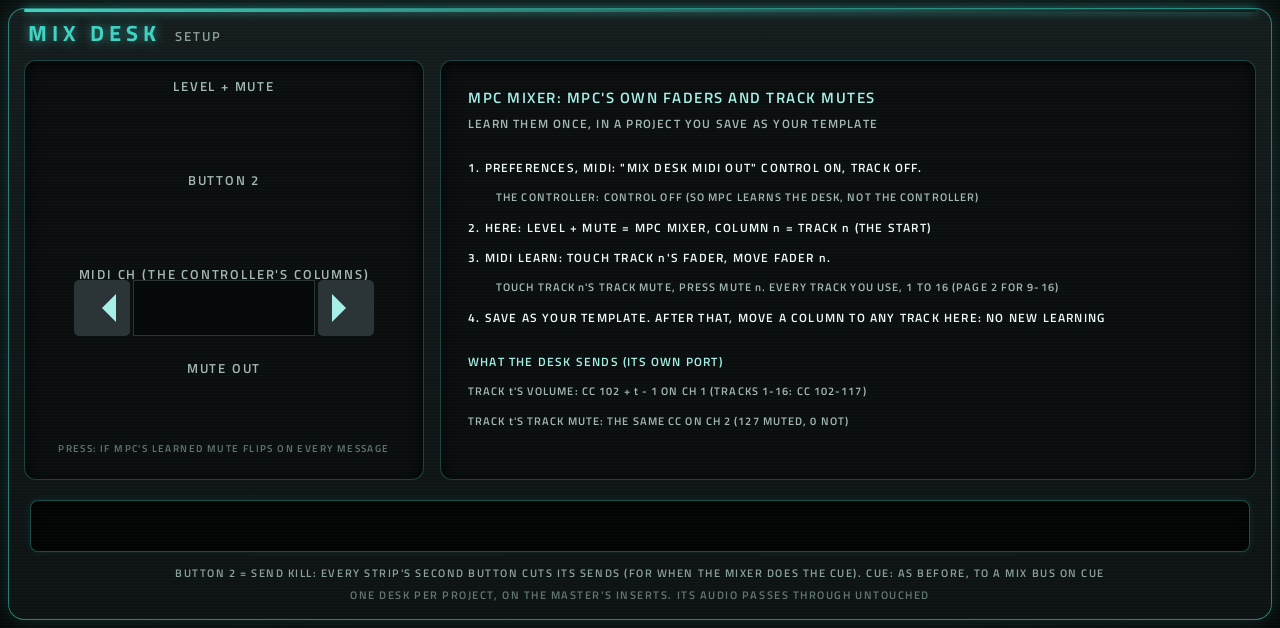 MIX DESK SETUP
LEVEL + MUTE
BUTTON 2
MIDI CH (THE CONTROLLER'S COLUMNS)
MUTE OUT
PRESS: IF MPC'S LEARNED MUTE FLIPS ON EVERY MESSAGE
MPC MIXER: MPC'S OWN FADERS AND TRACK MUTES
LEARN THEM ONCE, IN A PROJECT YOU SAVE AS YOUR TEMPLATE
1. PREFERENCES, MIDI: "MIX DESK MIDI OUT" CONTROL ON, TRACK OFF.
THE CONTROLLER: CONTROL OFF (SO MPC LEARNS THE DESK, NOT THE CONTROLLER)
2. HERE: LEVEL + MUTE = MPC MIXER, COLUMN n = TRACK n (THE START)
3. MIDI LEARN: TOUCH TRACK n'S FADER, MOVE FADER n.
TOUCH TRACK n'S TRACK MUTE, PRESS MUTE n. EVERY TRACK YOU USE, 1 TO 16 (PAGE 2 FOR 9-16)
4. SAVE AS YOUR TEMPLATE. AFTER THAT, MOVE A COLUMN TO ANY TRACK HERE: NO NEW LEARNING
WHAT THE DESK SENDS (ITS OWN PORT)
TRACK t'S VOLUME: CC 102 + t - 1 ON CH 1 (TRACKS 1-16: CC 102-117)
TRACK t'S TRACK MUTE: THE SAME CC ON CH 2 (127 MUTED, 0 NOT)
BUTTON 2 = SEND KILL: EVERY STRIP'S SECOND BUTTON CUTS ITS SENDS (FOR WHEN THE MIXER DOES THE CUE). CUE: AS BEFORE, TO A MIX BUS ON CUE
ONE DESK PER PROJECT, ON THE MASTER'S INSERTS. ITS AUDIO PASSES THROUGH UNTOUCHED